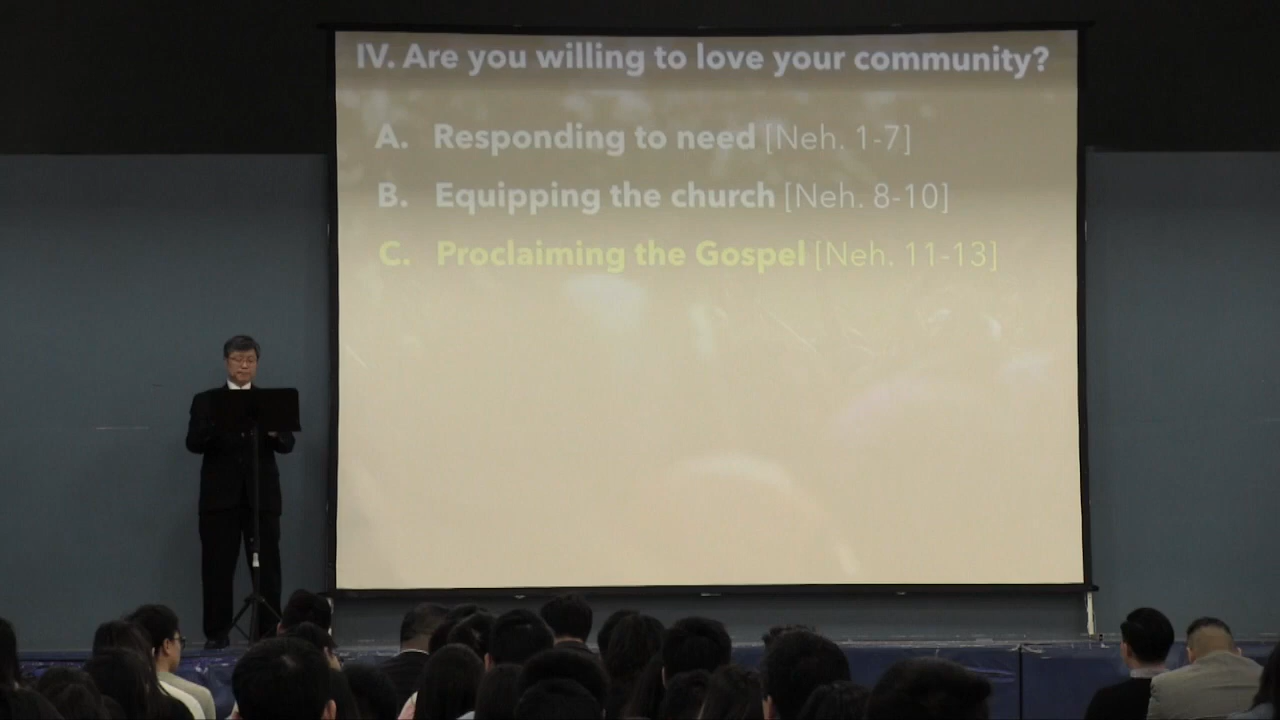 IV. Are you willing to love your community?
A. Responding to need [Neh. 1-7]
B. Equipping the church [Neh. 8-10]
C. Proclaiming the Gospel [Neh. 11-13]